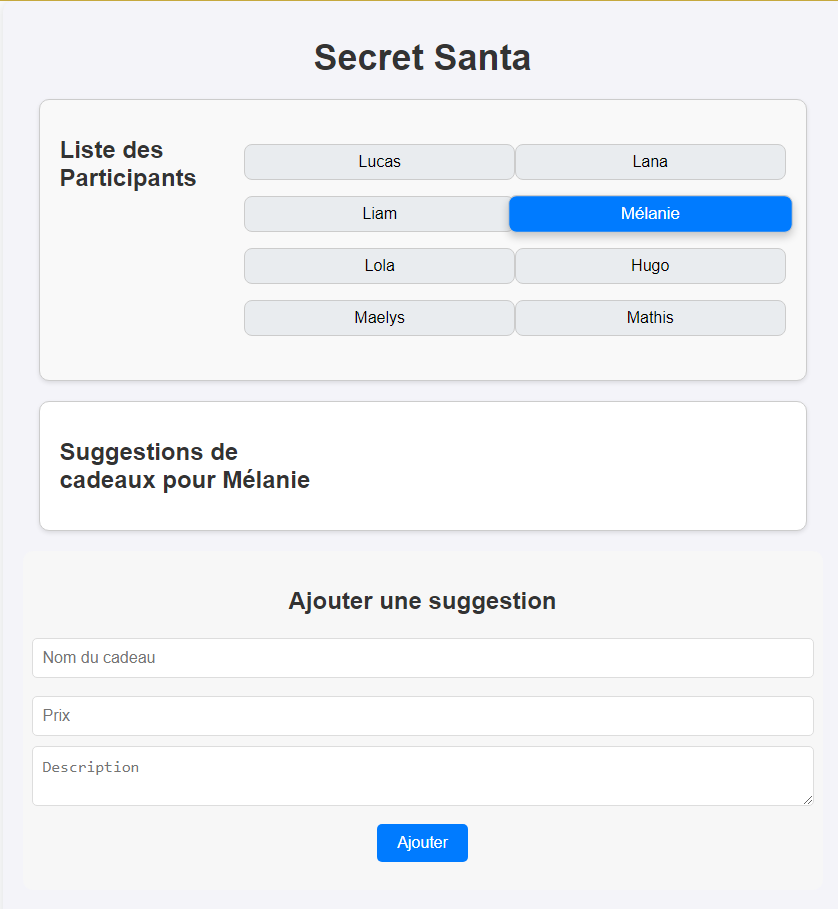 Secret Santa
Liste des
Participants
Lucas
Lana
Liam
Mélanie
Lola
Hugo
Maelys
Mathis
Suggestions de
cadeaux pour Mélanie
Ajouter une suggestion
Nom du cadeau
Prix
Description
Ajouter